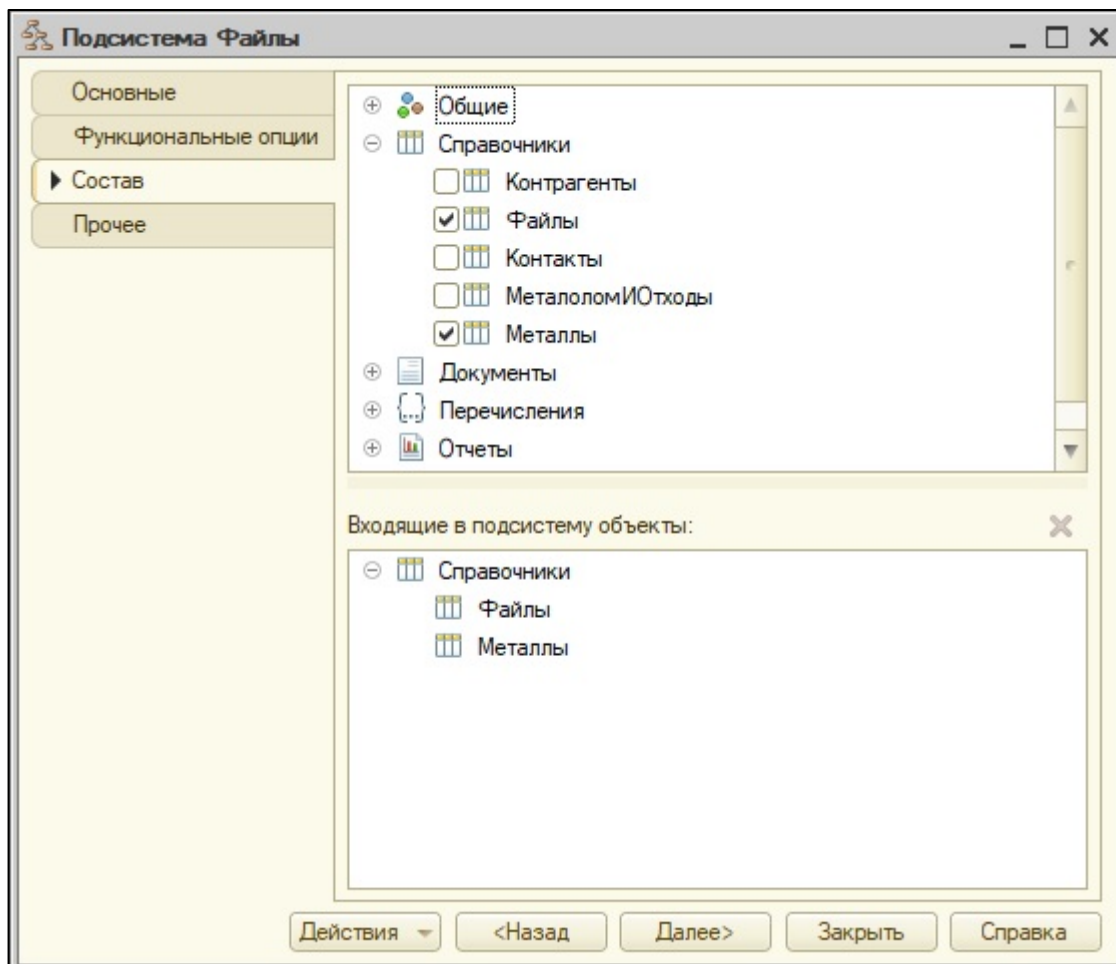 Подсистема Файлы
Основные
Функциональные опции
Состав
Прочее
Общие
Справочники
Контрагенты
Файлы
Контакты
МеталоломИОтходы
Металлы
Документы
Перечисления
Отчеты
Входящие в подсистему объекты:
Справочники
Файлы
Металлы
Действия
<Назад
Далее>
Закрыть
Справка